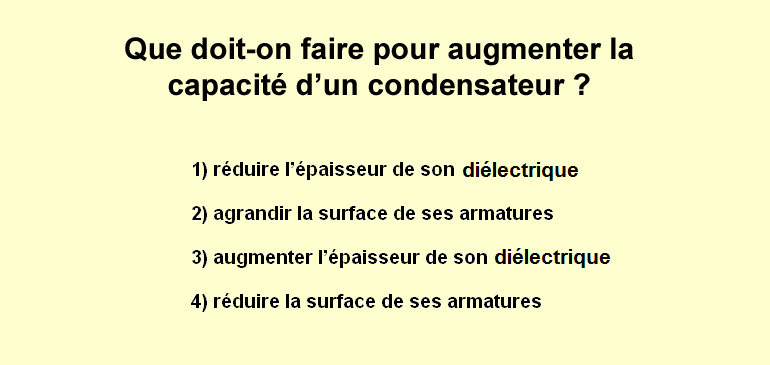 Que doit-on faire pour augmenter la
capacité d’un condensateur ?
1) réduire l’épaisseur de son diélectrique
2) agrandir la surface de ses armatures
3) augmenter l’épaisseur de son diélectrique
4) réduire la surface de ses armatures